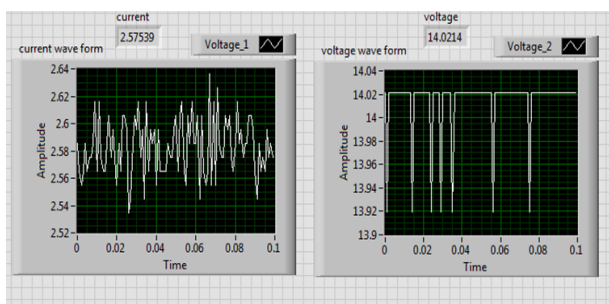 current
2.57539
current wave form
Voltage_1
2.64
2.62
2.6
2.58
2.56
2.54
2.52
Amplitude
0 0.02 0.04 0.06 0.08 0.1
Time
voltage
14.0214
voltage wave form
Voltage_2
14.04
14.02
14
13.98
13.96
13.94
13.92
13.9
Amplitude
0 0.02 0.04 0.06 0.08 0.1
Time